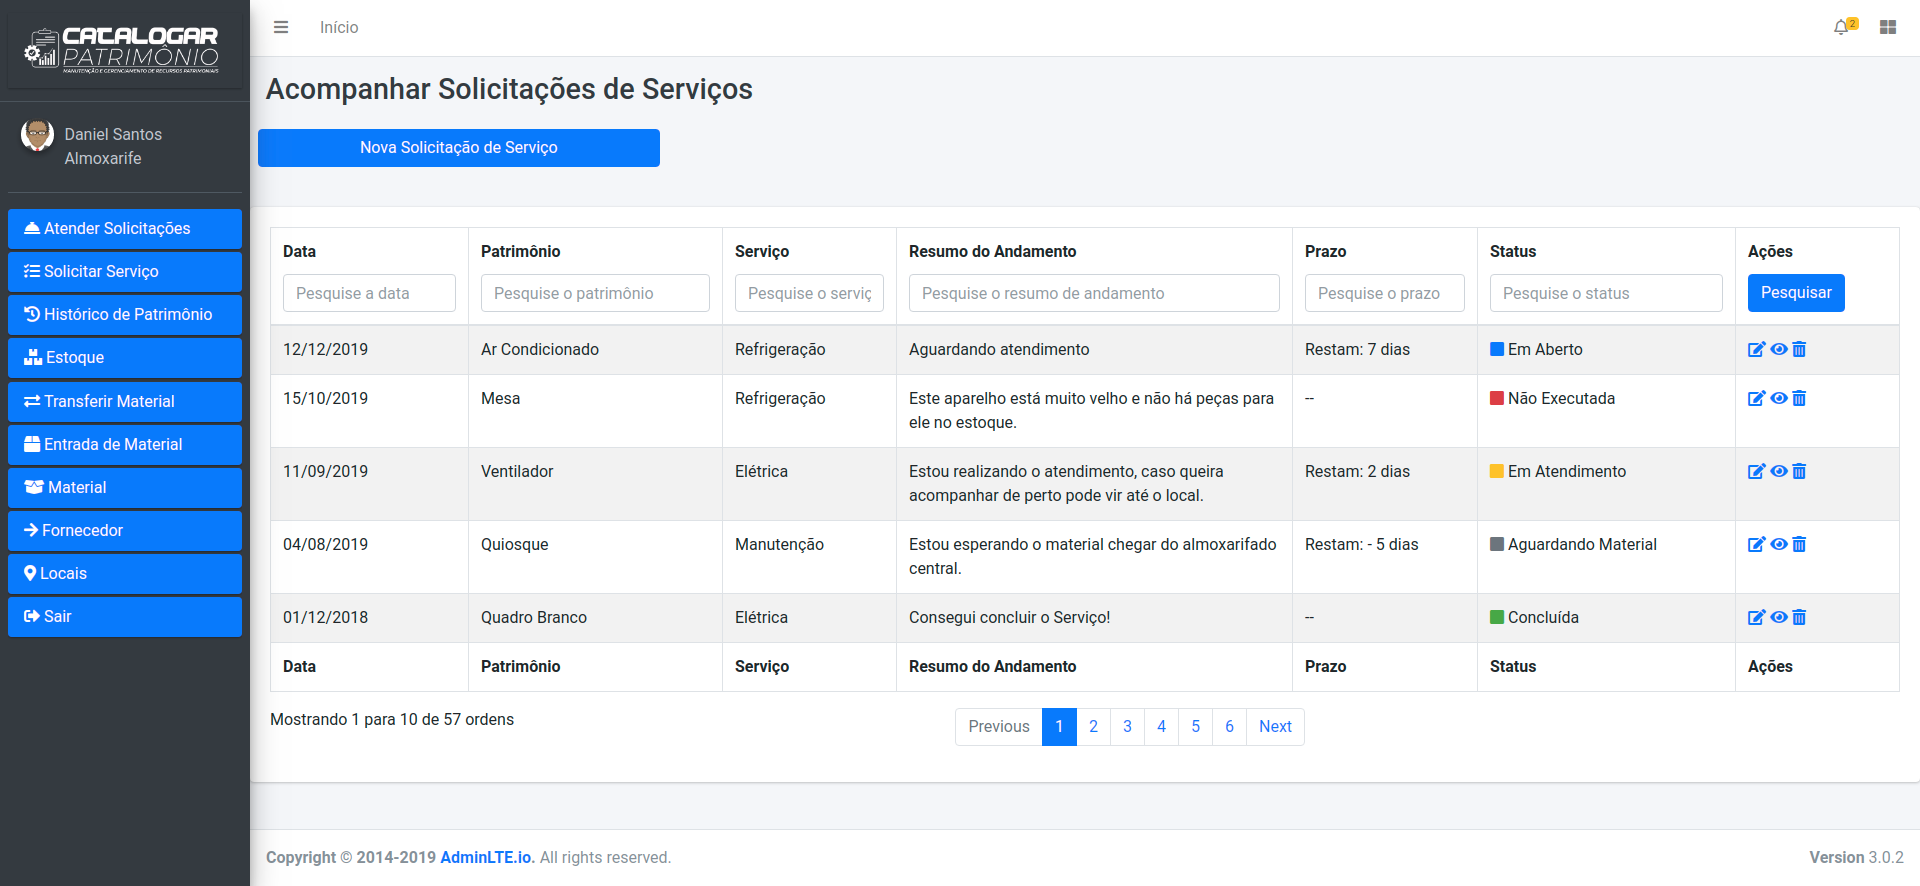 CATALOGAR
PATRIMÔNIO
MANUTENÇÃO E GERENCIAMENTO DE RECURSOS PATRIMONIAIS
Início
2
Daniel Santos
Almoxarife
Atender Solicitações
Solicitar Serviço
Histórico de Patrimônio
Estoque
Transferir Material
Entrada de Material
Material
Fornecedor
Locais
Sair
Acompanhar Solicitações de Serviços
Nova Solicitação de Serviço
Data Patrimônio Serviço Resumo do Andamento Prazo Status Ações
Pesquise a data Pesquise o patrimônio Pesquise o serviç Pesquise o resumo de andamento Pesquise o prazo Pesquise o status Pesquisar
12/12/2019 Ar Condicionado Refrigeração Aguardando atendimento Restam: 7 dias Em Aberto
15/10/2019 Mesa Refrigeração Este aparelho está muito velho e não há peças para -- Não Executada
ele no estoque.
11/09/2019 Ventilador Elétrica Estou realizando o atendimento, caso queira Restam: 2 dias Em Atendimento
acompanhar de perto pode vir até o local.
04/08/2019 Quiosque Manutenção Estou esperando o material chegar do almoxarifado Restam: - 5 dias Aguardando Material
central.
01/12/2018 Quadro Branco Elétrica Consegui concluir o Serviço! -- Concluída
Data Patrimônio Serviço Resumo do Andamento Prazo Status Ações
Mostrando 1 para 10 de 57 ordens
Previous 1 2 3 4 5 6 Next
Copyright © 2014-2019 AdminLTE.io. All rights reserved.
Version 3.0.2